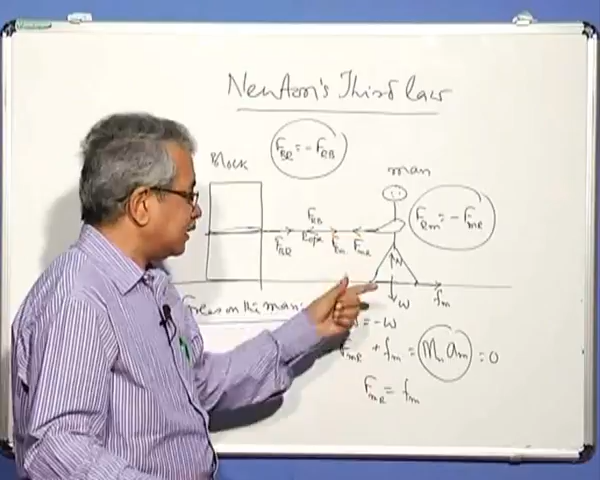 Newton's Third law
F_BR = -F_RB
Block
man
F_RB
F_BR
Rope
F_Rm
F_mR
F_Rm = -F_mR
N
W
f_m
Forces on the man:
= -W
F_mR + f_m = m_m a_m = 0
F_mR = f_m